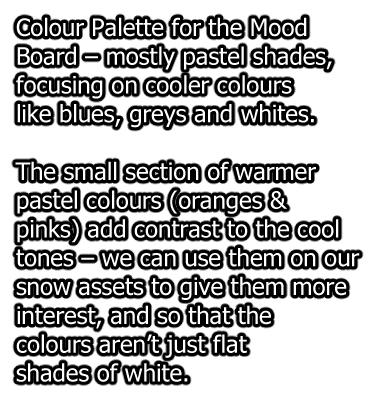 Colour Palette for the Mood
Board – mostly pastel shades,
focusing on cooler colours
like blues, greys and whites.
The small section of warmer
pastel colours (oranges &
pinks) add contrast to the cool
tones – we can use them on our
snow assets to give them more
interest, and so that the
colours aren't just flat
shades of white.